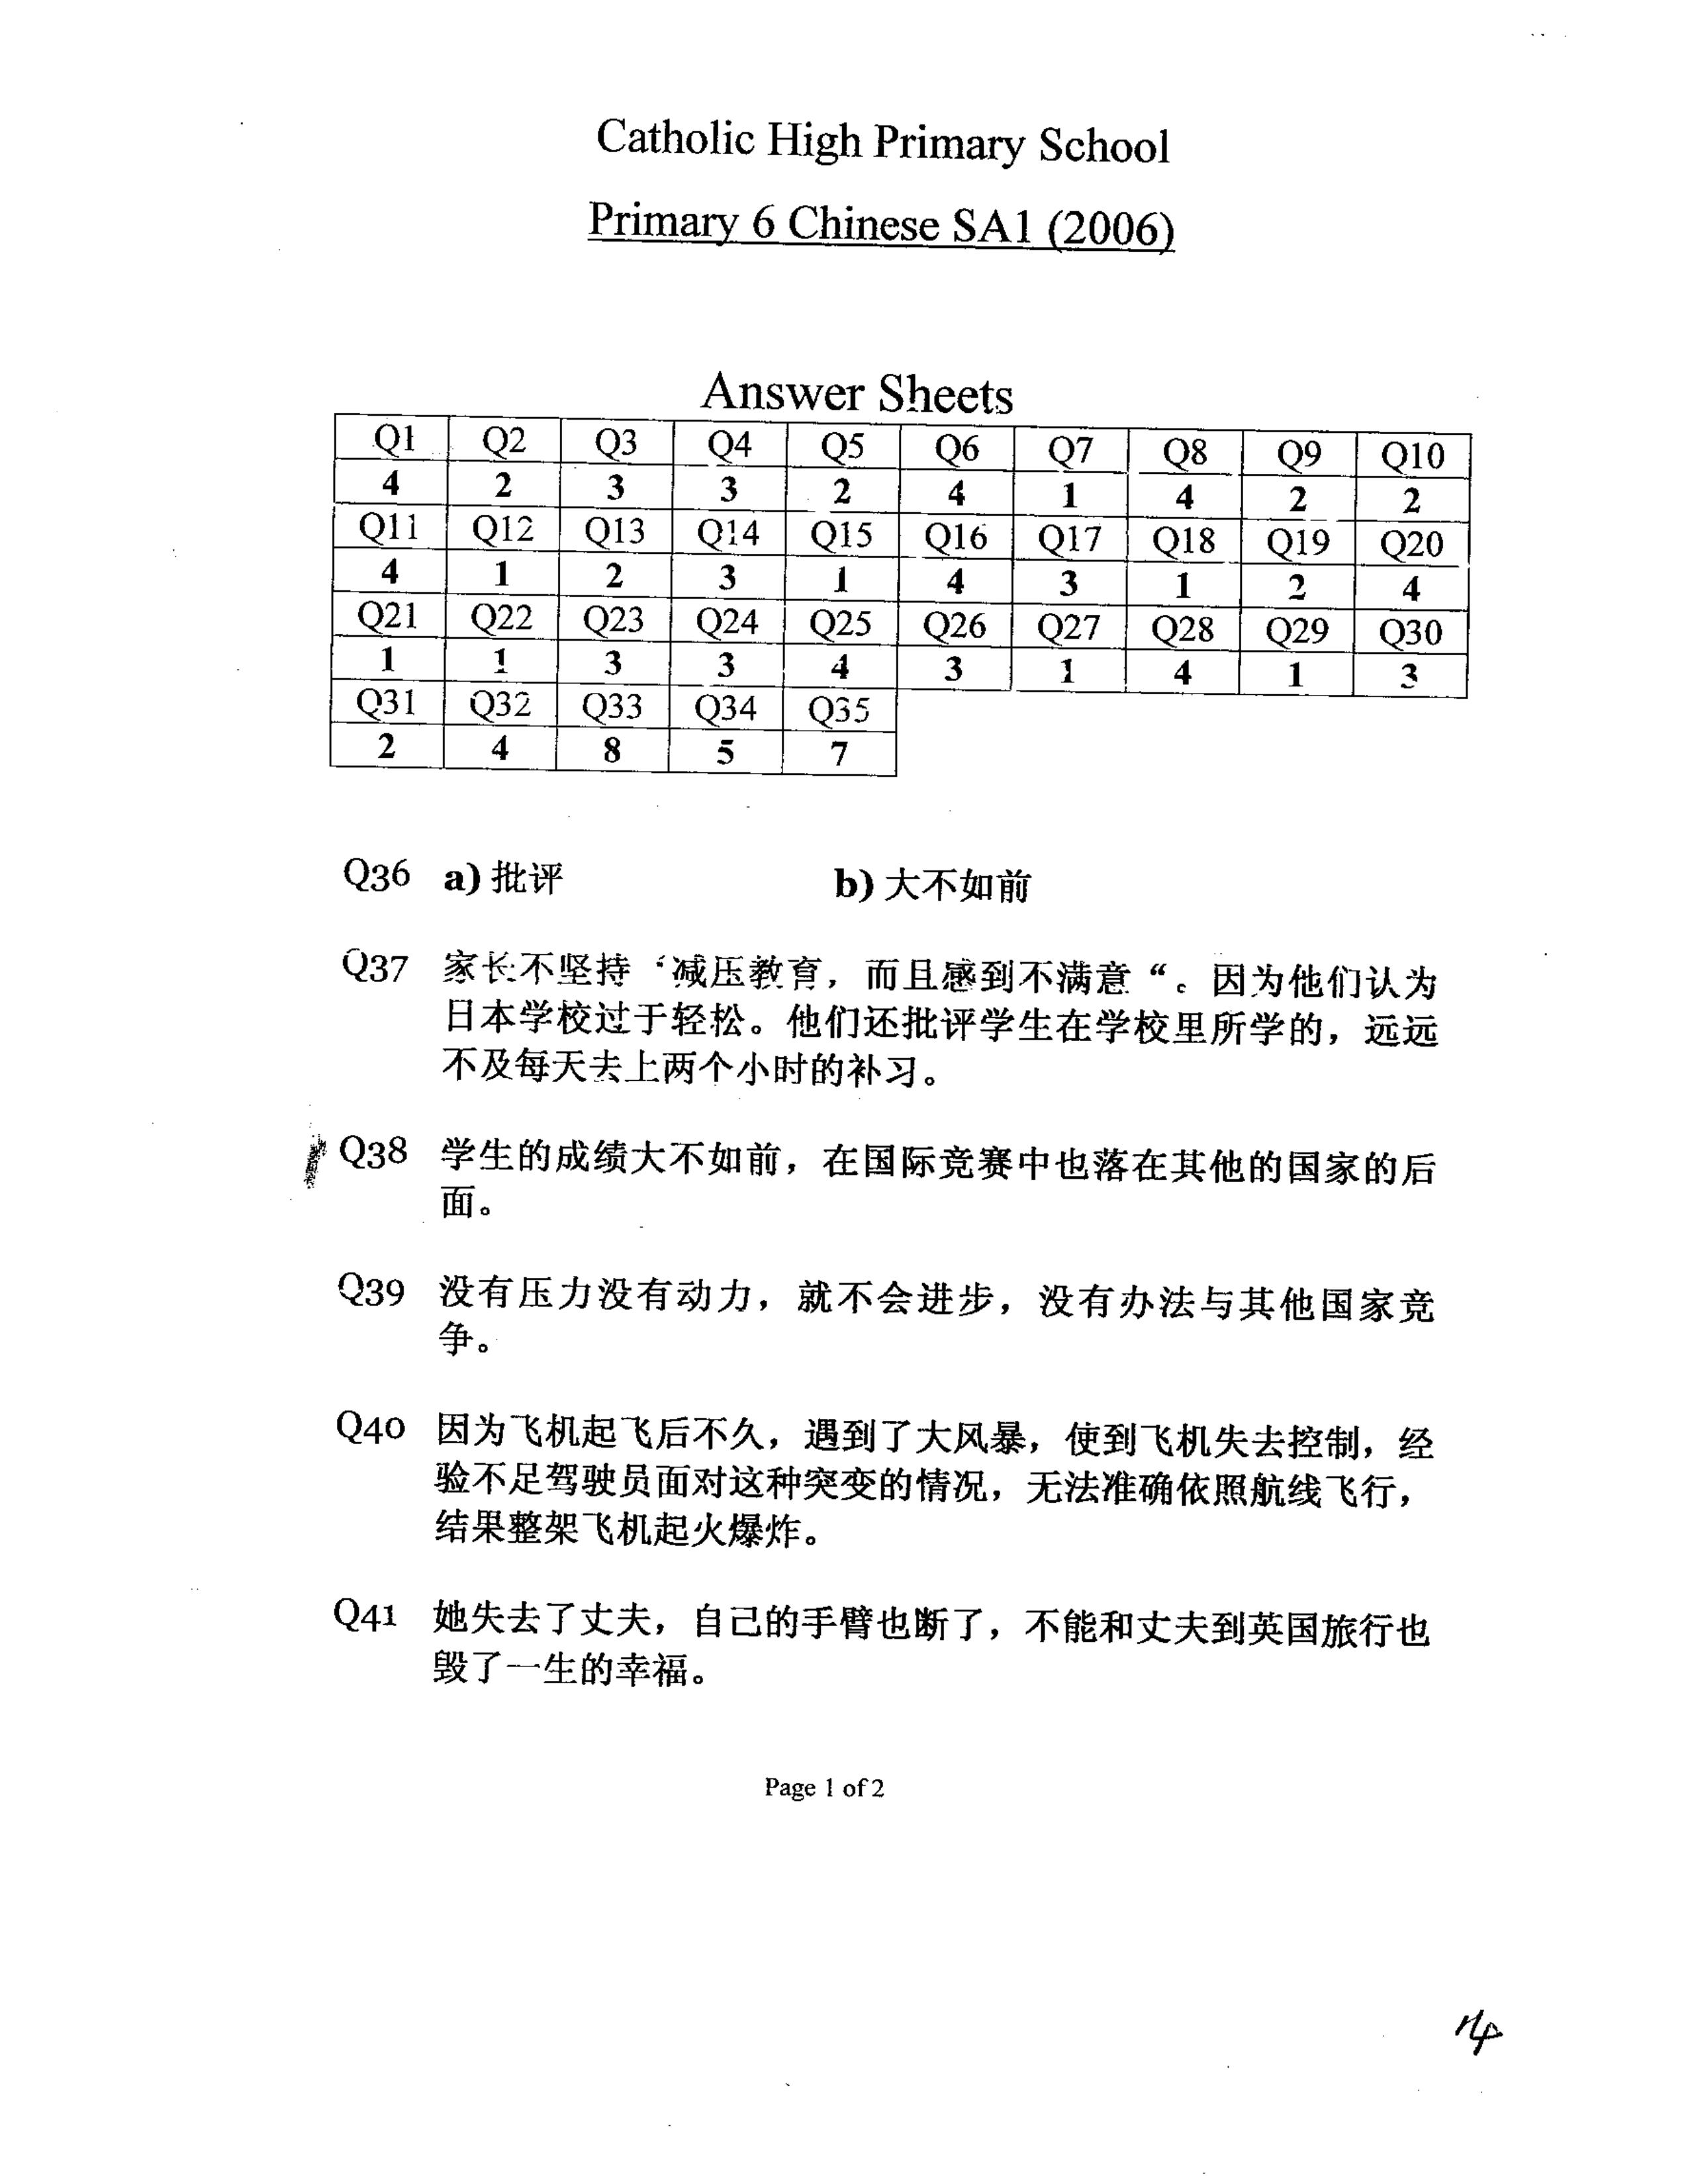 Catholic High Primary School
Primary 6 Chinese SA1 (2006)
Answer Sheets
Q1 Q2 Q3 Q4 Q5 Q6 Q7 Q8 Q9 Q10
4 2 3 3 2 4 1 4 2 2
Q11 Q12 Q13 Q14 Q15 Q16 Q17 Q18 Q19 Q20
4 1 2 3 1 4 3 1 2 4
Q21 Q22 Q23 Q24 Q25 Q26 Q27 Q28 Q29 Q30
1 1 3 3 4 3 1 4 1 3
Q31 Q32 Q33 Q34 Q35
2 4 8 5 7
Q36 a) 批评 b) 大不如前
Q37 家长不坚持‘减压教育，而且感到不满意“。因为他们认为
日本学校过于轻松。他们还批评学生在学校里所学的，远远
不及每天去上两个小时的补习。
Q38 学生的成绩大不如前，在国际竞赛中也落在其他的国家的后
面。
Q39 没有压力没有动力，就不会进步，没有办法与其他国家竞
争。
Q40 因为飞机起飞后不久，遇到了大风暴，使到飞机失去控制，经
验不足驾驶员面对这种突变的情况，无法准确依照航线飞行，
结果整架飞机起火爆炸。
Q41 她失去了丈夫，自己的手臂也断了，不能和丈夫到英国旅行也
毁了一生的幸福。
Page 1 of 2